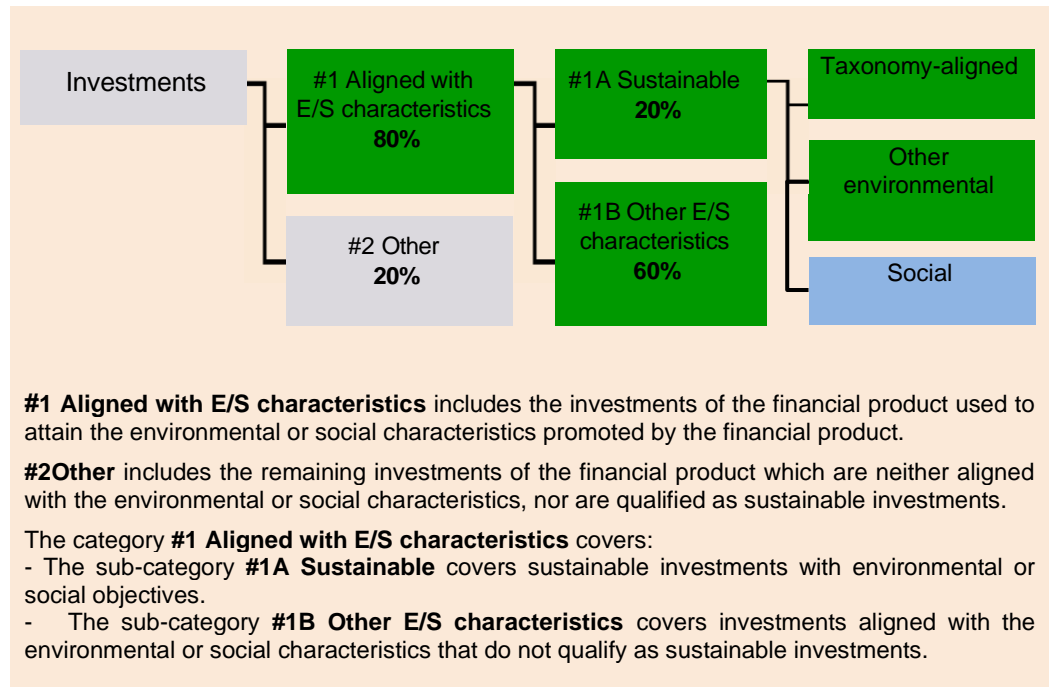 Investments
#1 Aligned with
E/S characteristics
80%
#2 Other
20%
#1A Sustainable
20%
#1B Other E/S
characteristics
60%
Taxonomy-aligned
Other
environmental
Social
#1 Aligned with E/S characteristics includes the investments of the financial product used to
attain the environmental or social characteristics promoted by the financial product.
#2Other includes the remaining investments of the financial product which are neither aligned
with the environmental or social characteristics, nor are qualified as sustainable investments.
The category #1 Aligned with E/S characteristics covers:
- The sub-category #1A Sustainable covers sustainable investments with environmental or
social objectives.
- The sub-category #1B Other E/S characteristics covers investments aligned with the
environmental or social characteristics that do not qualify as sustainable investments.